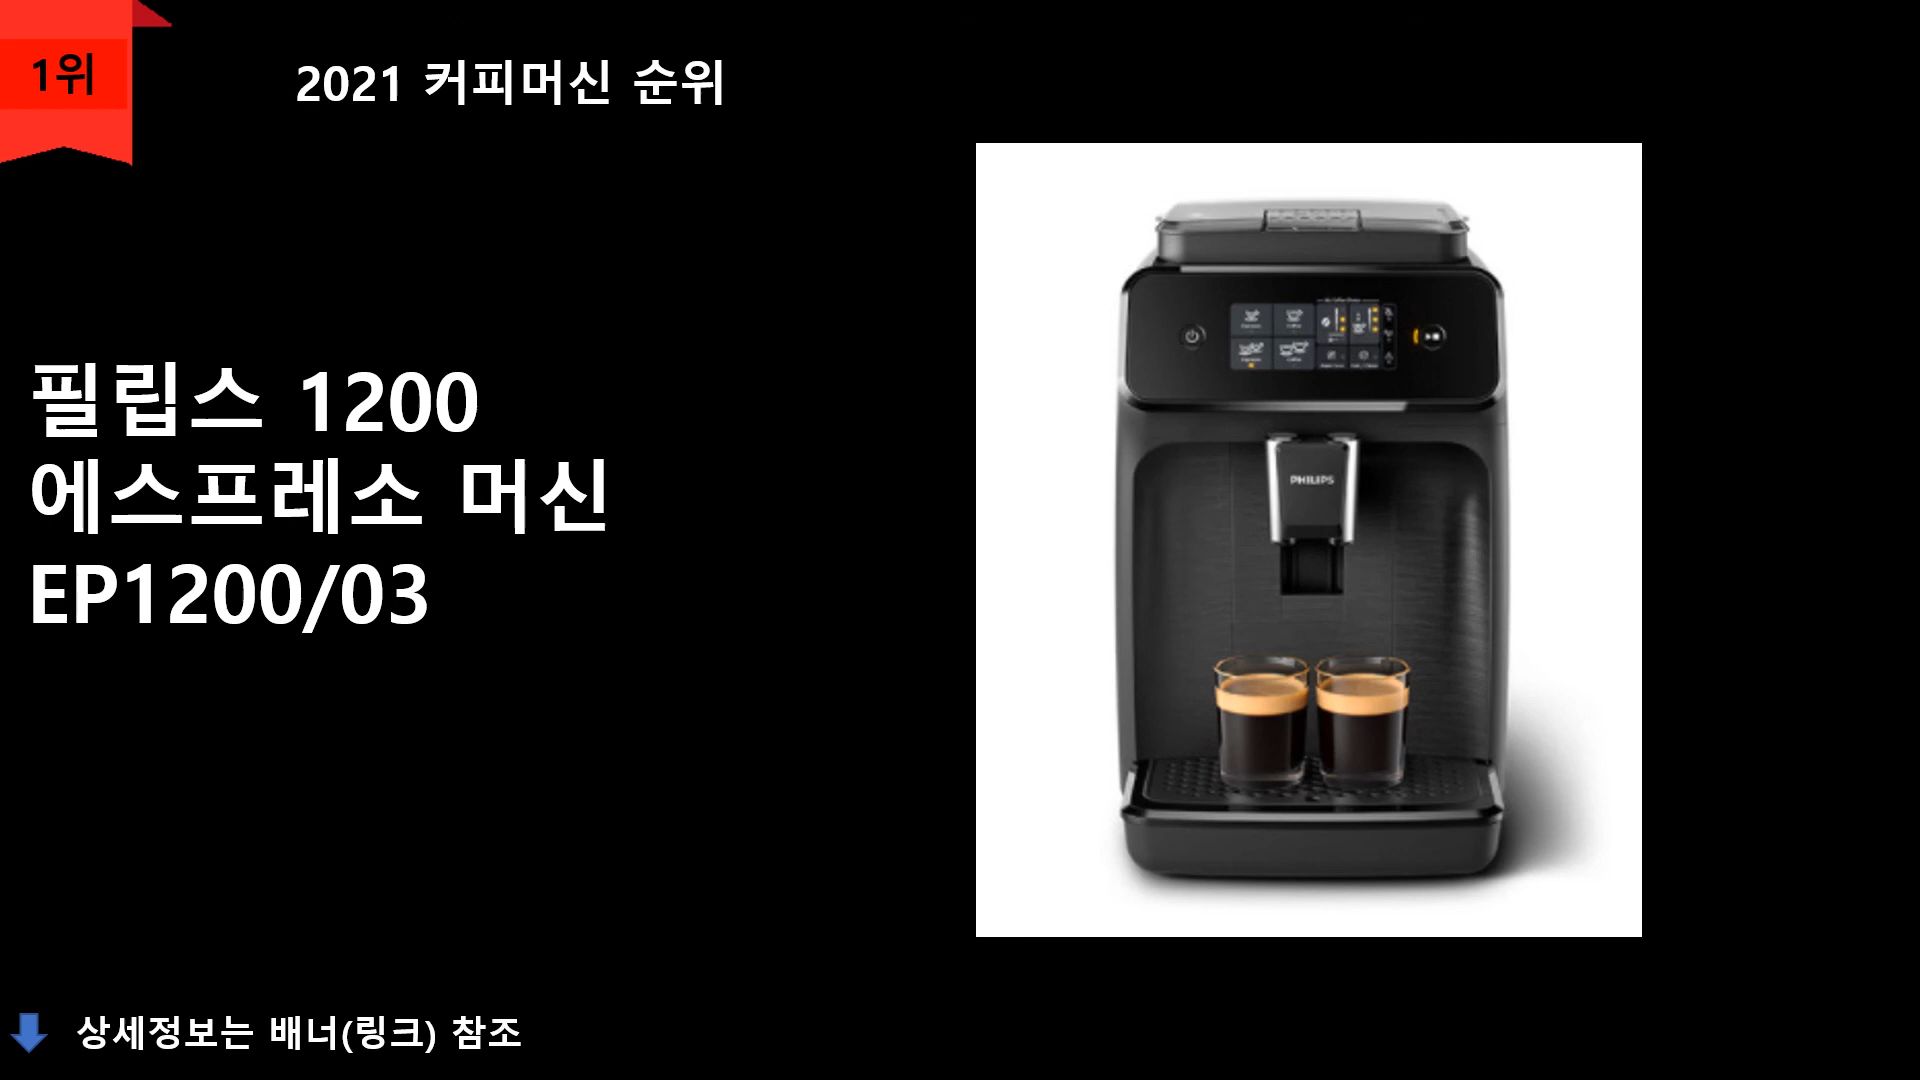 1위
2021 커피머신 순위
필립스 1200
에스프레소 머신
EP1200/03
PHILIPS
상세정보는 배너(링크) 참조